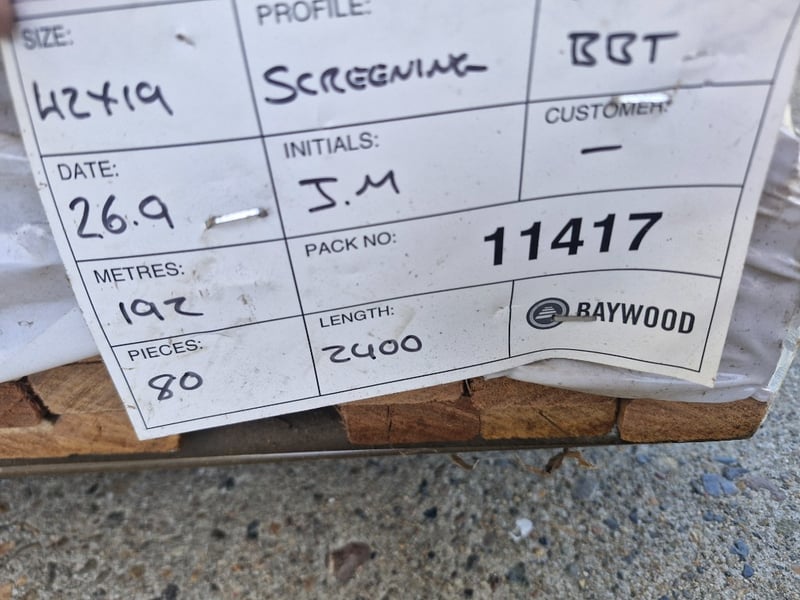 SIZE:
42x19
PROFILE:
SCREENING
BBT
DATE:
26.9
INITIALS:
J.M
CUSTOMER:
–
METRES:
192
PACK NO:
11417
PIECES:
80
LENGTH:
2400
BAYWOOD